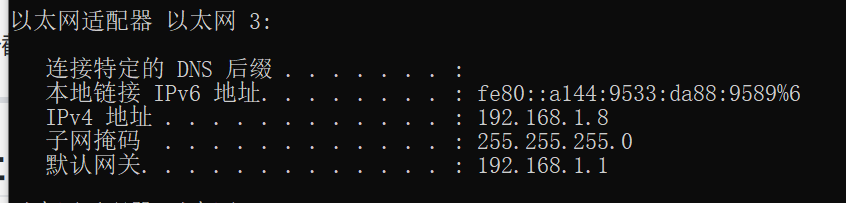 以太网适配器 以太网 3:
连接特定的 DNS 后缀 . . . . . . . :
本地链接 IPv6 地址. . . . . . . . : fe80::a144:9533:da88:9589%6
IPv4 地址 . . . . . . . . . . . . : 192.168.1.8
子网掩码  . . . . . . . . . . . . : 255.255.255.0
默认网关. . . . . . . . . . . . . : 192.168.1.1